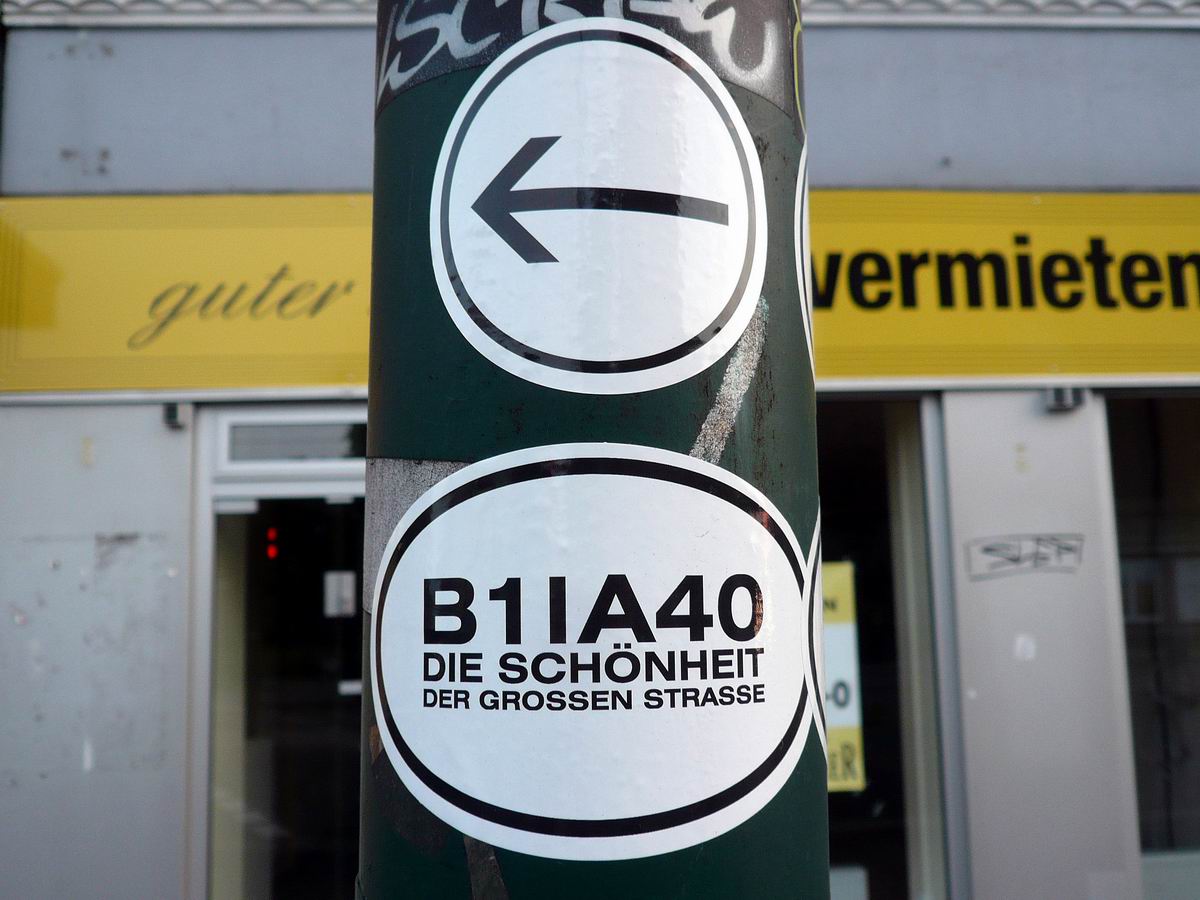 guter
vermieten
B1IA40
DIE SCHÖNHEIT
DER GROSSEN STRASSE